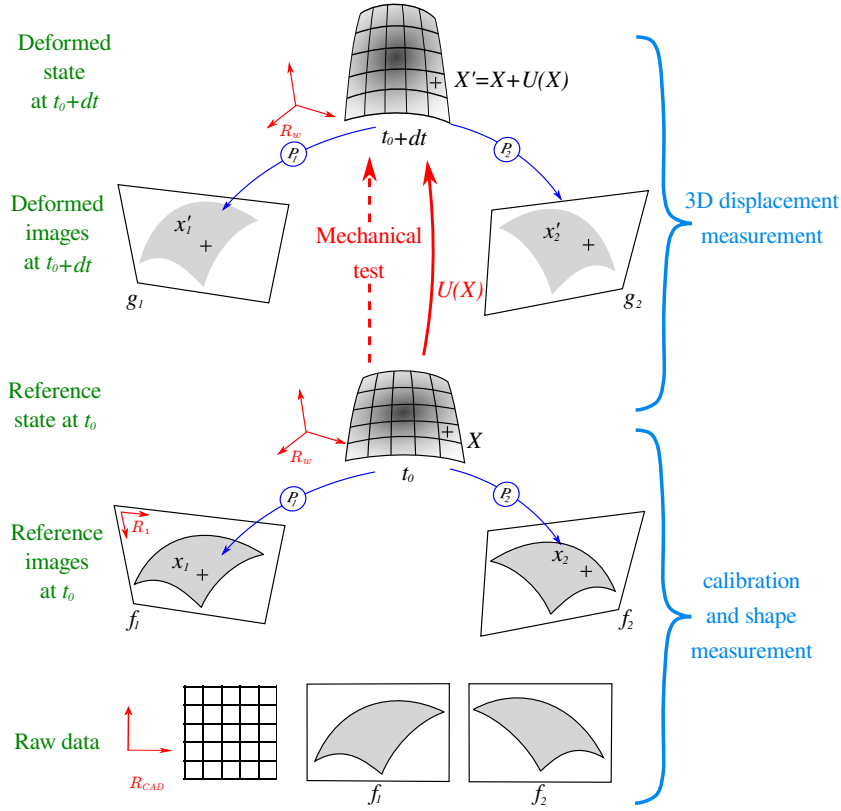 Deformed
state
at t₀+dt
X′=X+U(X)
R_w
t₀+dt
P₁
P₂
Deformed
images
at t₀+dt
x′₁
g₁
x′₂
g₂
Mechanical
test
U(X)
3D displacement
measurement
Reference
state at t₀
R_w
X
t₀
P₁
P₂
Reference
images
at t₀
R₁
x₁
f₁
x₂
f₂
calibration
and shape
measurement
Raw data
R_CAD
f₁
f₂